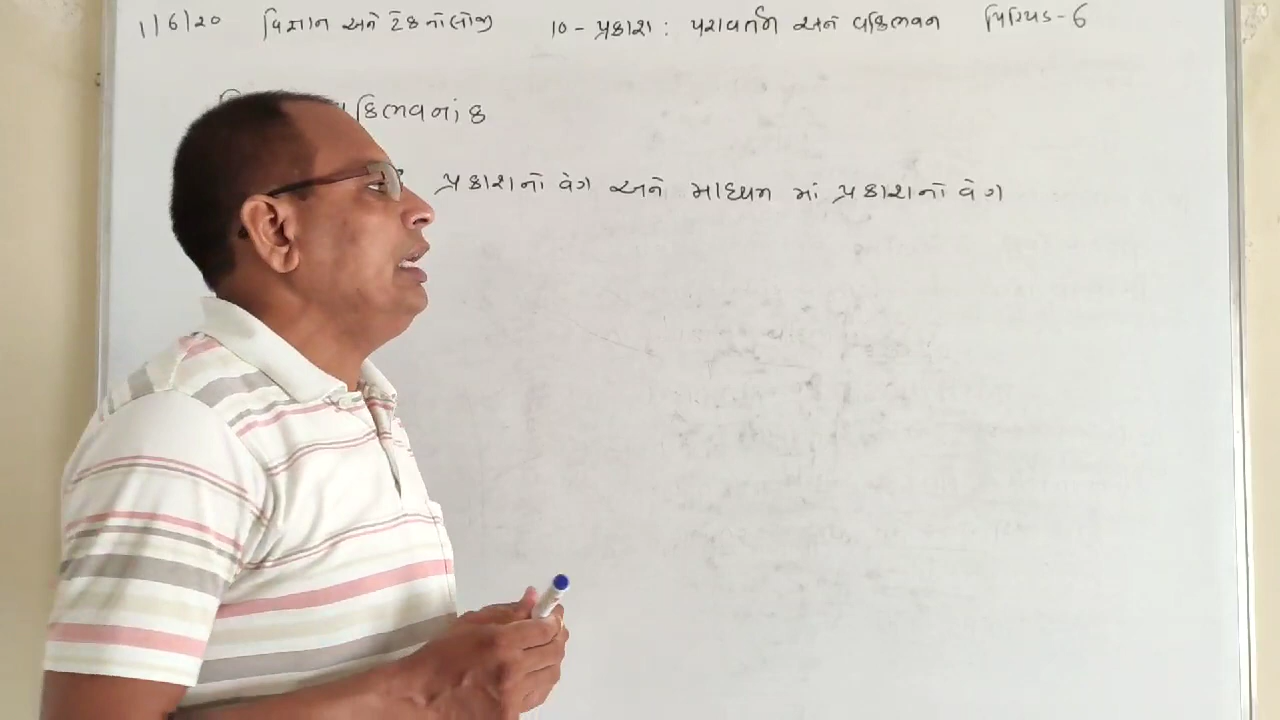 1/6/20 વિજ્ઞાન અને ટેકનોલોજી 10 - પ્રકાશ : પરાવર્તન અને વક્રિભવન પિરિયડ - 6
વક્રિભવનાંક
પ્રકાશનો વેગ અને માધ્યમ માં પ્રકાશનો વેગ